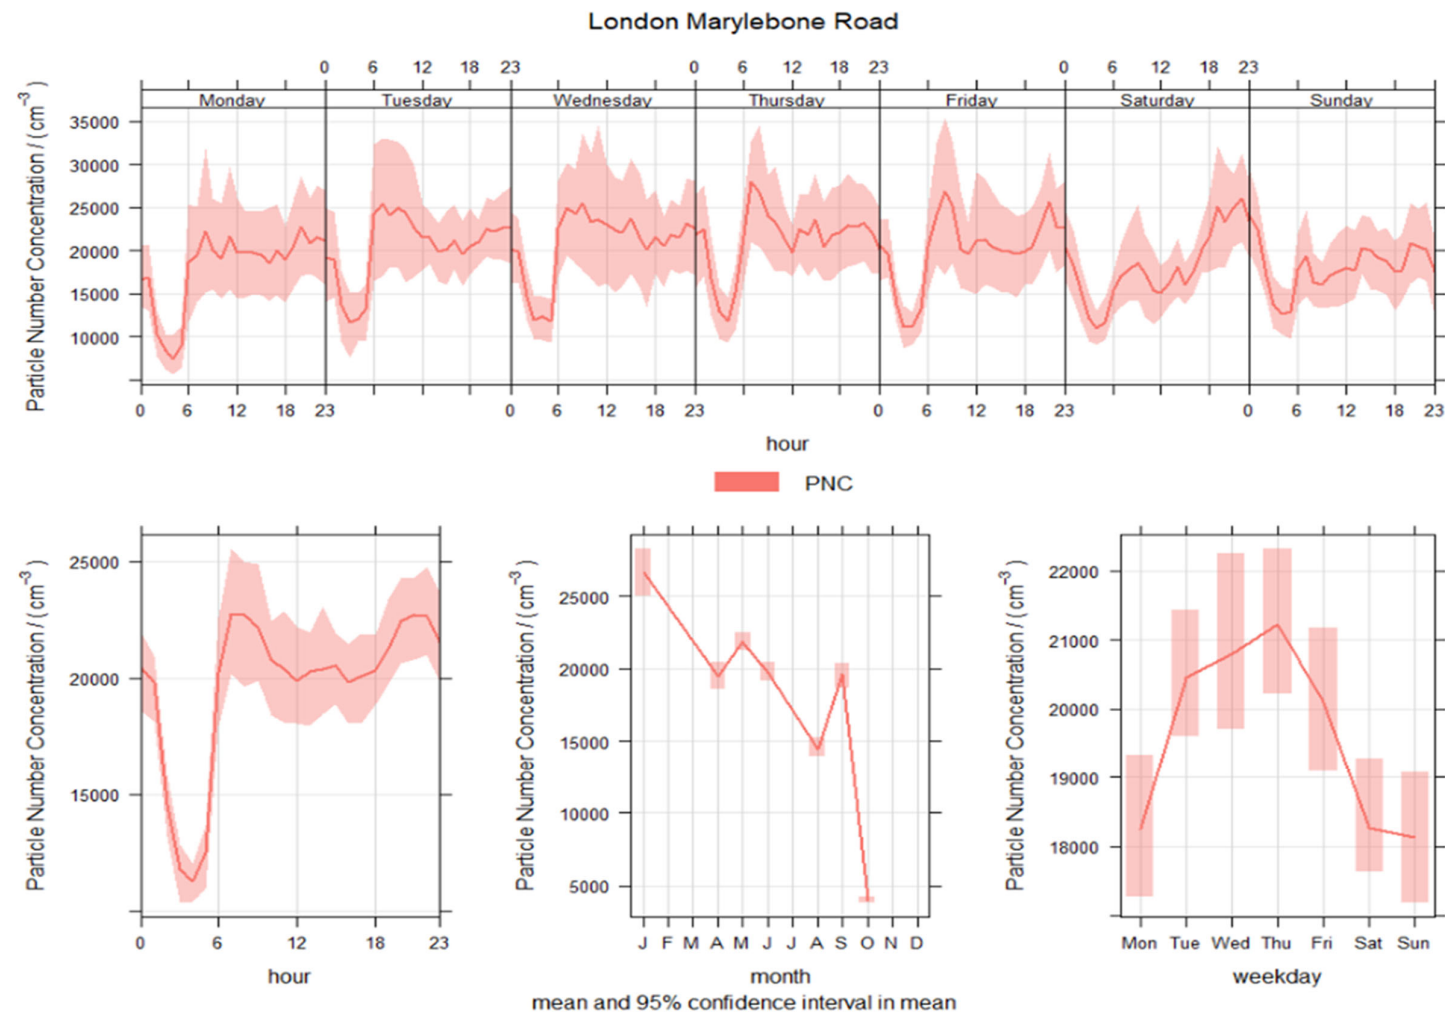 London Marylebone Road
0 6 12 18 23 0 6 12 18 23 0 6 12 18 23
Monday Tuesday Wednesday Thursday Friday Saturday Sunday
Particle Number Concentration / ( cm⁻³ )
35000
30000
25000
20000
15000
10000
0 6 12 18 23 0 6 12 18 23 0 6 12 18 23 0 6 12 18 23
hour
PNC
Particle Number Concentration / ( cm⁻³ )
25000
20000
15000
0 6 12 18 23
hour
Particle Number Concentration / ( cm⁻³ )
25000
20000
15000
10000
5000
J F M A M J J A S O N D
month
Particle Number Concentration / ( cm⁻³ )
22000
21000
20000
19000
18000
Mon Tue Wed Thu Fri Sat Sun
weekday
mean and 95% confidence interval in mean